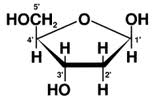 5'
HOCH₂ O OH
4' 1'
H H H H
3' 2'
HO H